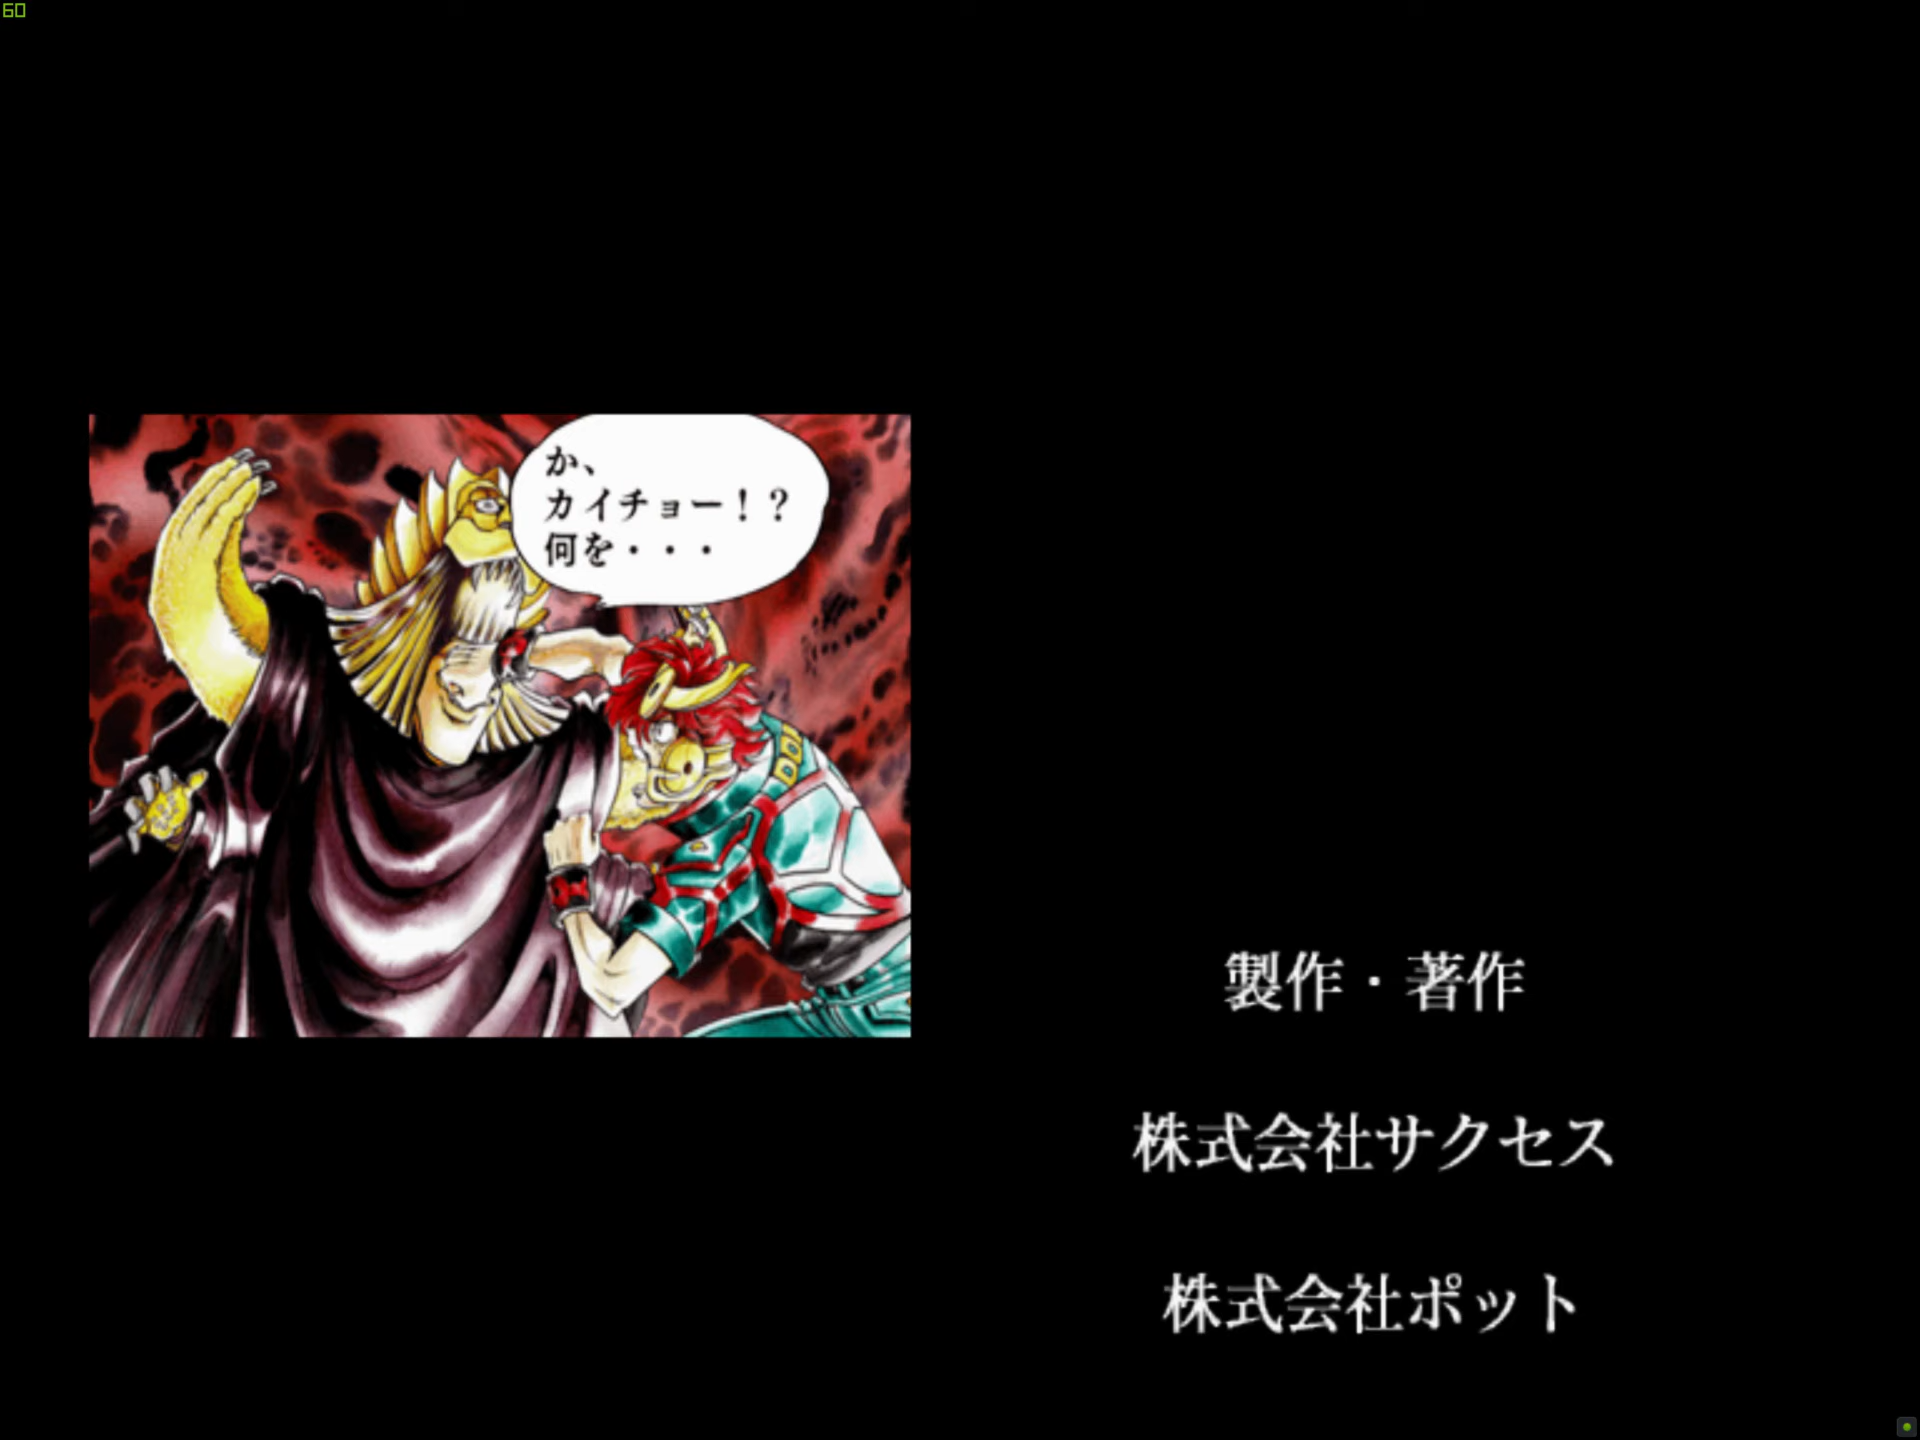 60
か、
カイチョー！？
何を・・・
製作・著作
株式会社サクセス
株式会社ポット